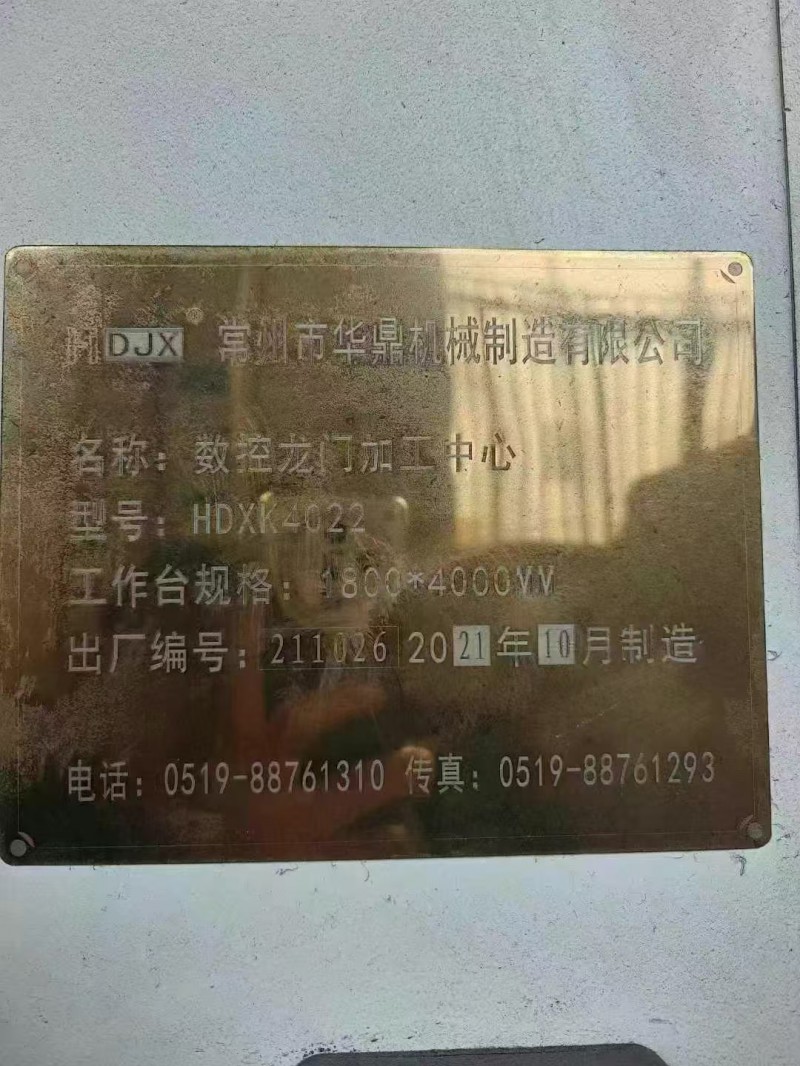 HDJX® 常州市华鼎机械制造有限公司
名称：数控龙门加工中心
型号：HDXK4022
工作台规格：1800*4000MM
出厂编号：211026 2021年10月制造
电话：0519-88761310 传真：0519-88761293